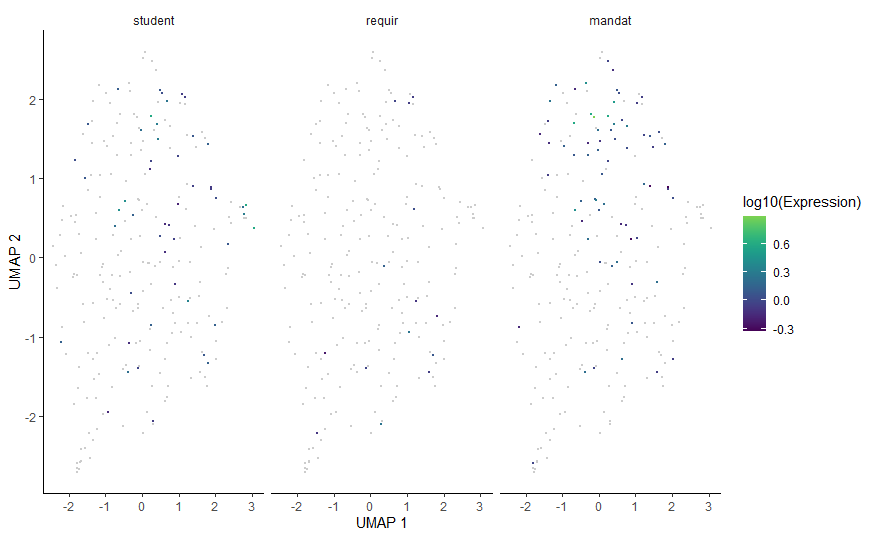 student requir mandat
2
1
0
-1
-2
UMAP 2
-2 -1 0 1 2 3 -2 -1 0 1 2 3 -2 -1 0 1 2 3
UMAP 1
log10(Expression)
0.6
0.3
0.0
-0.3